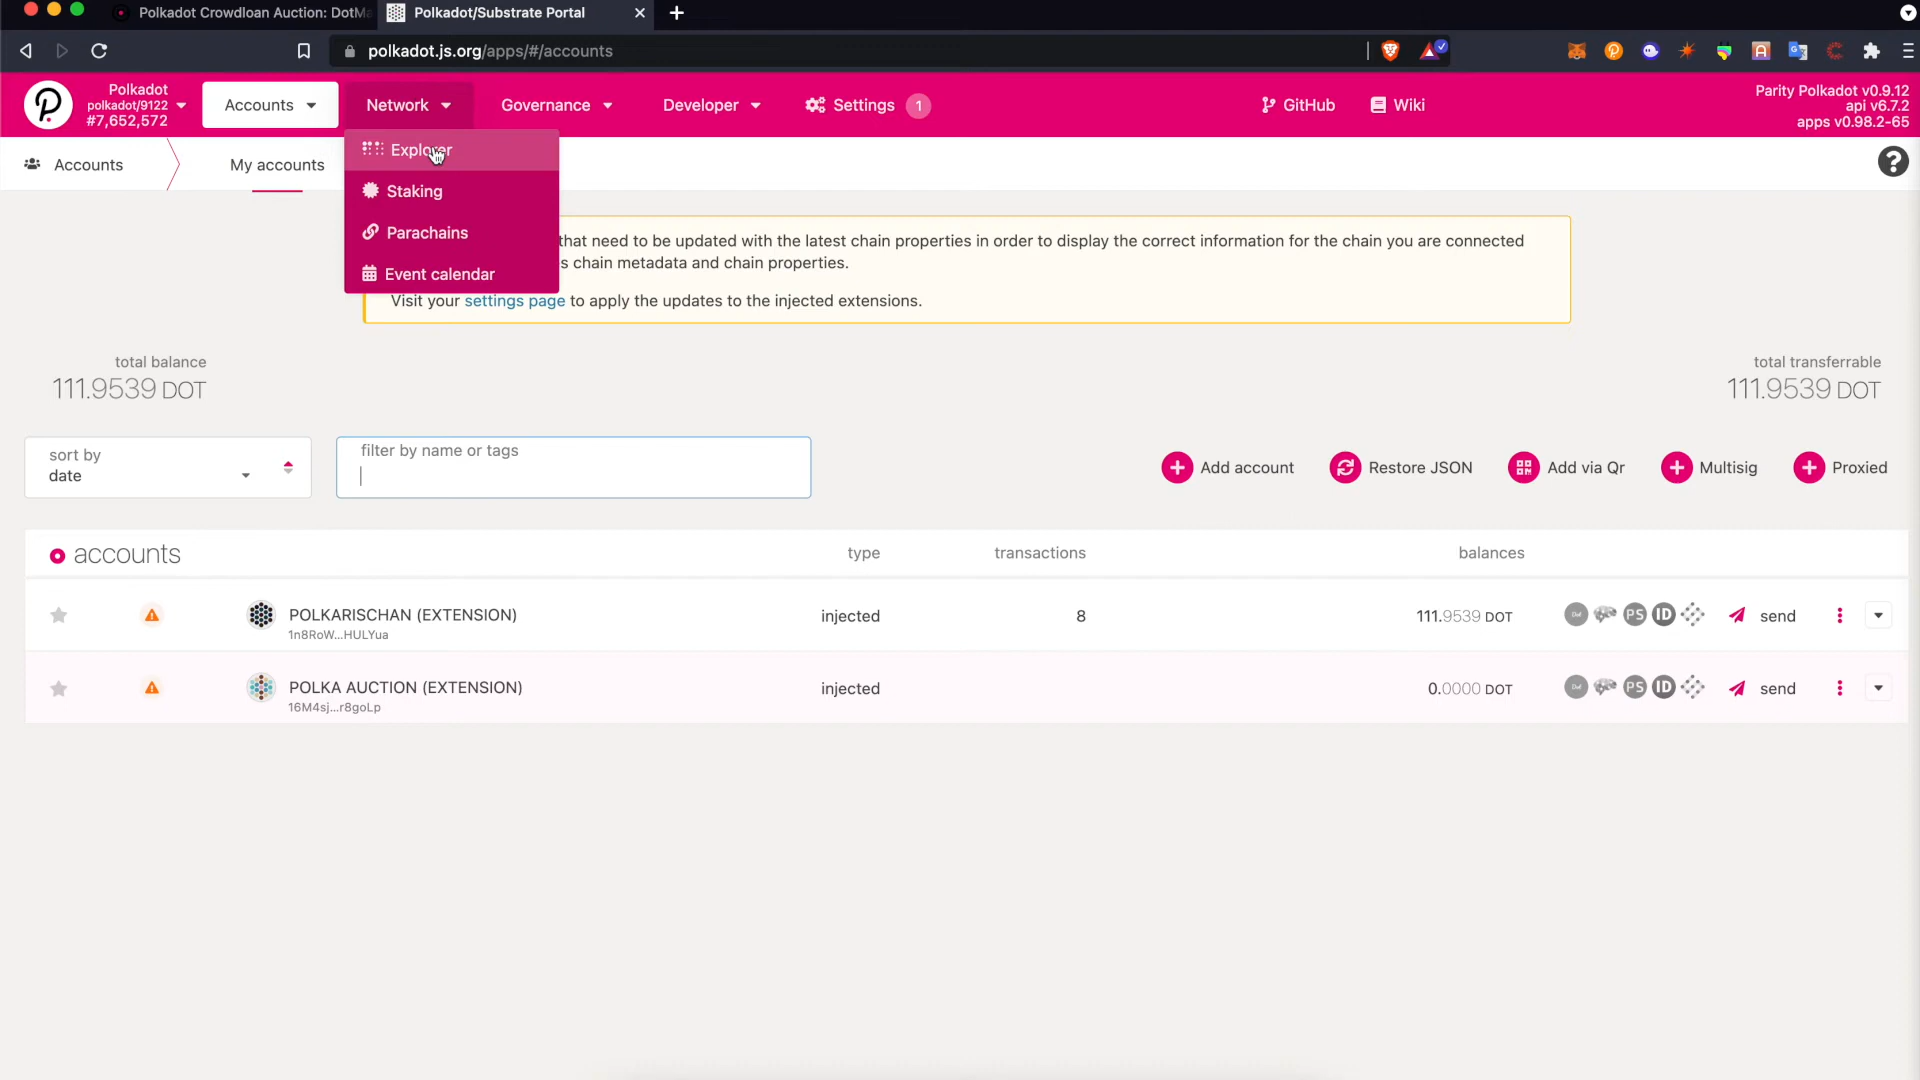 Polkadot Crowdloan Auction: DotMa
Polkadot/Substrate Portal
polkadot.js.org/apps/#/accounts
Polkadot
polkadot/9122
#7,652,572
Accounts
Network
Governance
Developer
Settings
1
GitHub
Wiki
Parity Polkadot v0.9.12
api v6.7.2
apps v0.98.2-65
Accounts
My accounts
Explorer
Staking
Parachains
Event calendar
that need to be updated with the latest chain properties in order to display the correct information for the chain you are connected
s chain metadata and chain properties.
Visit your settings page to apply the updates to the injected extensions.
total balance
111.9539 DOT
total transferrable
111.9539 DOT
sort by
date
filter by name or tags
Add account
Restore JSON
Add via Qr
Multisig
Proxied
accounts
type
transactions
balances
POLKARISCHAN (EXTENSION)
1n8RoW...HULYua
injected
8
111.9539 DOT
PS
ID
send
POLKA AUCTION (EXTENSION)
16M4sj...r8goLp
injected
0.0000 DOT
PS
ID
send